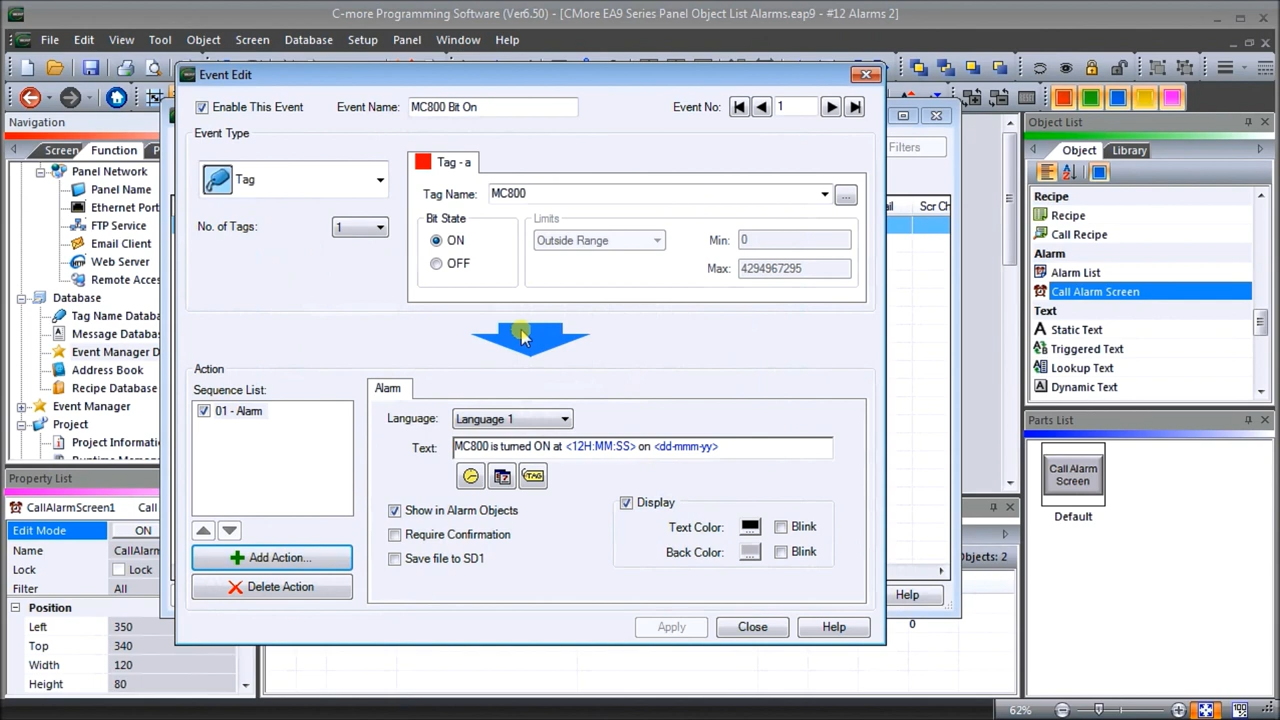 C-more Programming Software (Ver6.50) - [CMore EA9 Series Panel Object List Alarms.eap9 - #12 Alarms 2]
File Edit View Tool Object Screen Database Setup Panel Window Help
Navigation
Screen Function
Panel Network
Panel Name
Ethernet Port
FTP Service
Email Client
Web Server
Remote Acces
Database
Tag Name Databa
Message Databas
Event Manager D
Address Book
Recipe Database
Event Manager
Project
Project Informati
Property List
CallAlarmScreen1 Call
Edit Mode ON
Name CallAlarm
Lock Lock
Filter All
Position
Left 350
Top 340
Width 120
Height 80
Event Edit
Enable This Event Event Name: MC800 Bit On Event No: 1
Event Type
Tag
No. of Tags: 1
Tag - a
Tag Name: MC800 ...
Bit State
ON
OFF
Limits
Outside Range Min: 0
Max: 4294967295
Action
Sequence List:
01 - Alarm
Add Action...
Delete Action
Alarm
Language: Language 1
Text: MC800 is turned ON at <12H:MM:SS> on <dd-mmm-yy>
TAG
Show in Alarm Objects
Require Confirmation
Save file to SD1
Display
Text Color: ... Blink
Back Color: ... Blink
Apply Close Help
Filters
ail Scr Ch
Help
Objects: 2
0
Object List
Object Library
Recipe
Recipe
Call Recipe
Alarm
Alarm List
Call Alarm Screen
Text
Static Text
Triggered Text
Lookup Text
Dynamic Text
Parts List
Call Alarm
Screen
Default
62%